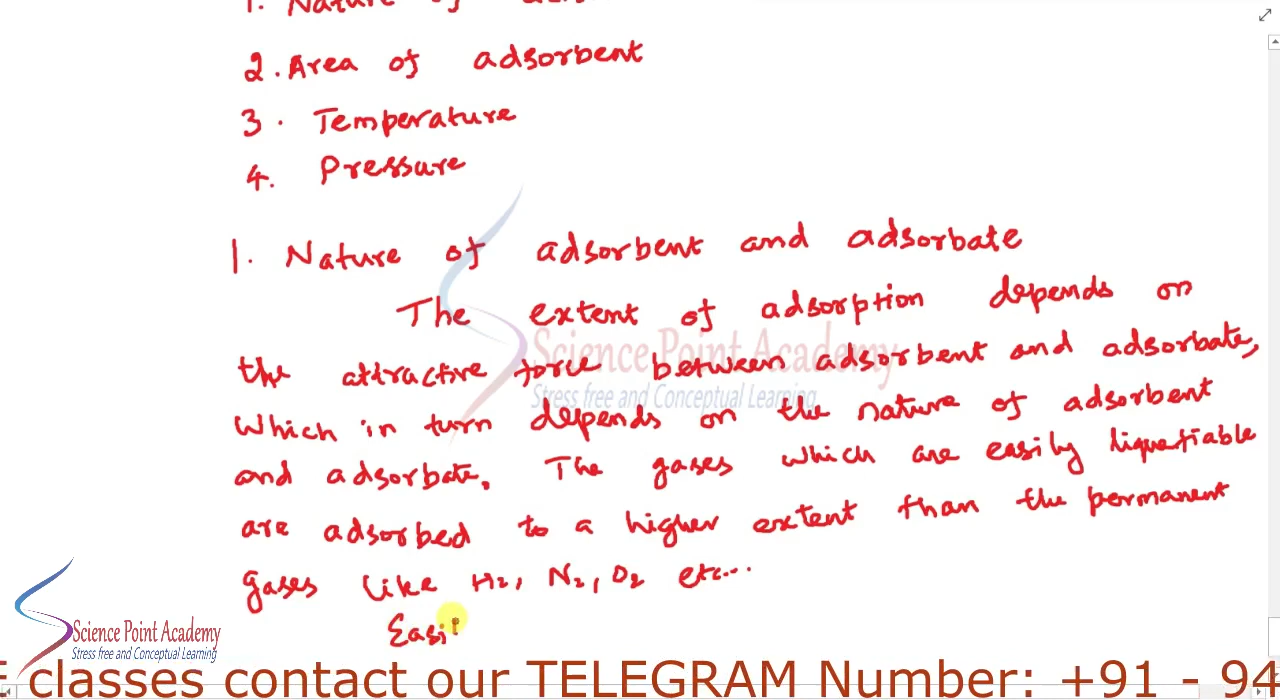 1. Nature of
2. Area of adsorbent
3. Temperature
4. Pressure
1. Nature of adsorbent and adsorbate
The extent of adsorption depends on
the attractive force between adsorbent and adsorbate,
which in turn depends on the nature of adsorbent
and adsorbate. The gases which are easily liquefiable
are adsorbed to a higher extent than the permanent
gases like H2, N2, O2 etc...
Easi
Science Point Academy
Stress free and Conceptual Learning
Science Point Academy
Stress free and Conceptual Learning
E classes contact our TELEGRAM Number: +91 - 94